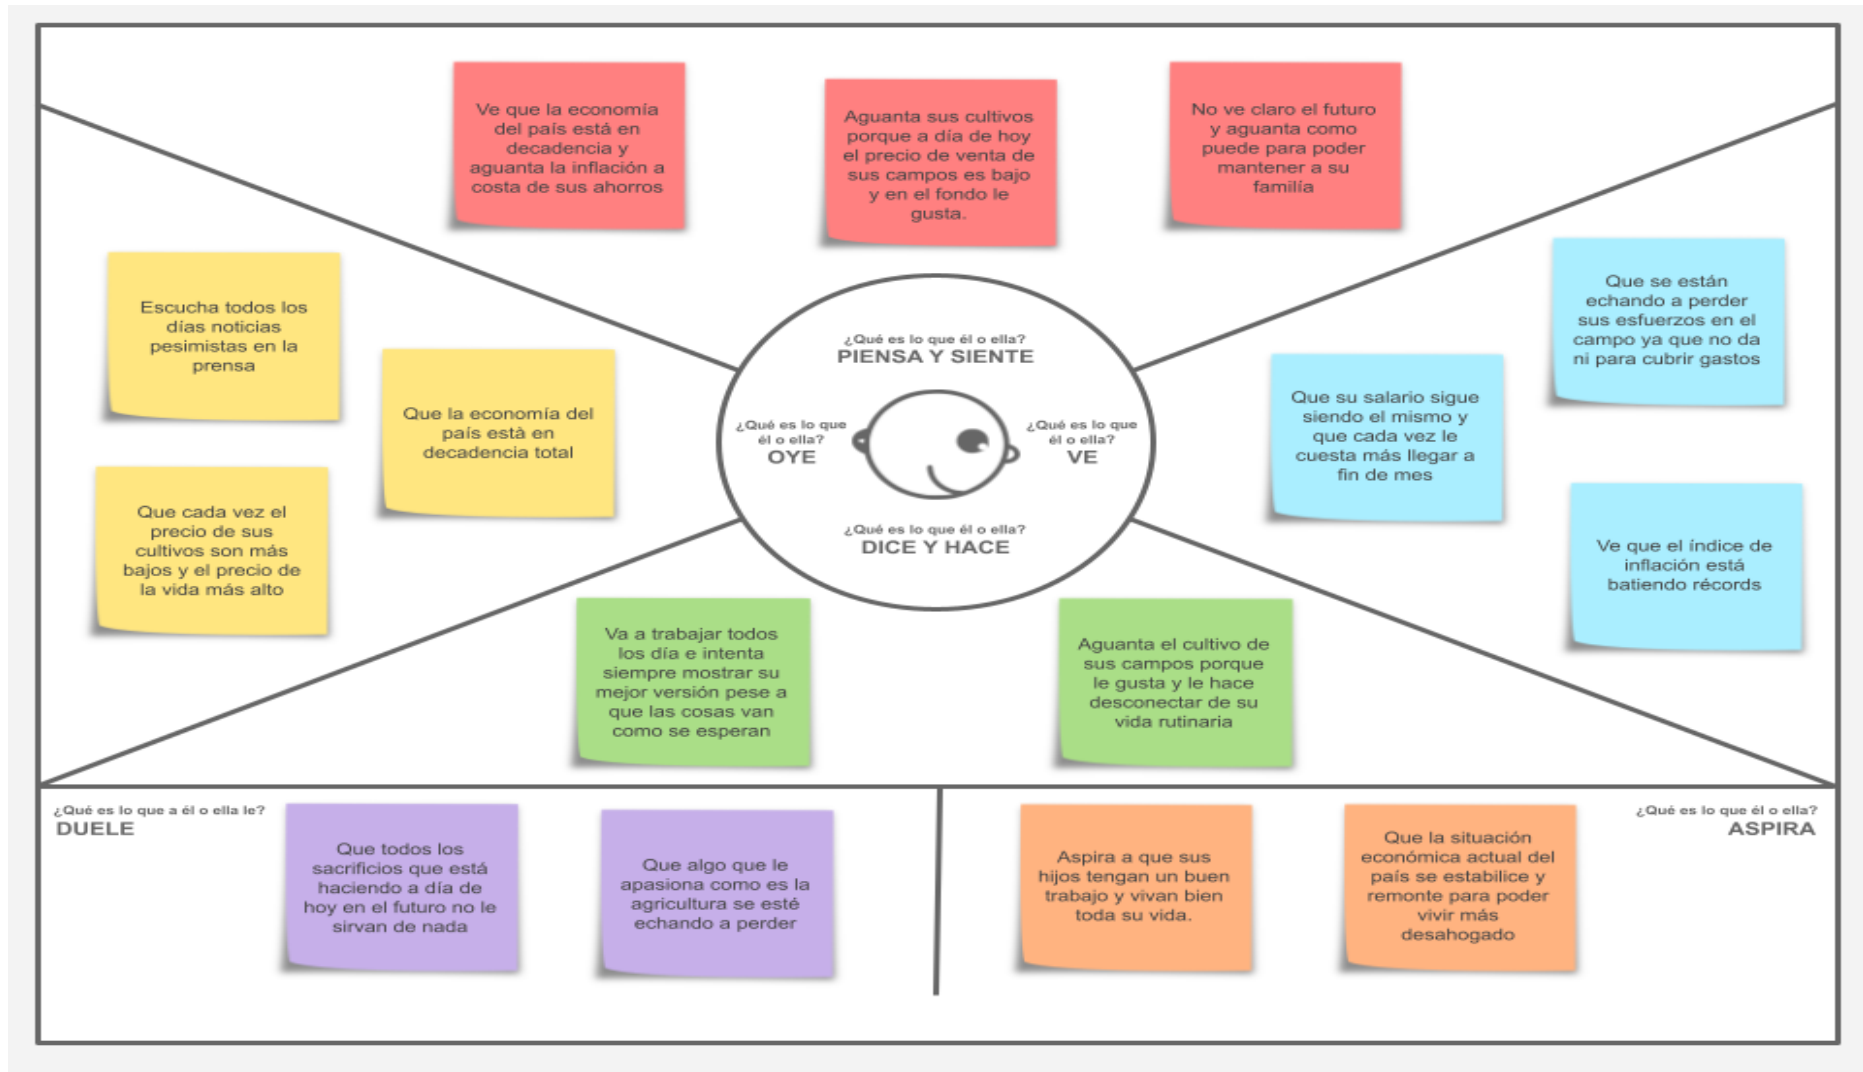 Ve que la economía
del país está en
decadencia y
aguanta la inflación a
costa de sus ahorros
Aguanta sus cultivos
porque a día de hoy
el precio de venta de
sus campos es bajo
y en el fondo le
gusta.
No ve claro el futuro
y aguanta como
puede para poder
mantener a su
familía
Escucha todos los
días noticias
pesimistas en la
prensa
Que la economía del
país està en
decadencia total
Que cada vez el
precio de sus
cultivos son más
bajos y el precio de
la vida más alto
¿Qué es lo que él o ella?
PIENSA Y SIENTE
¿Qué es lo que
él o ella?
OYE
¿Qué es lo que
él o ella?
VE
¿Qué es lo que él o ella?
DICE Y HACE
Que se están
echando a perder
sus esfuerzos en el
campo ya que no da
ni para cubrir gastos
Que su salario sigue
siendo el mismo y
que cada vez le
cuesta más llegar a
fin de mes
Ve que el índice de
inflación está
batiendo récords
Va a trabajar todos
los día e intenta
siempre mostrar su
mejor versión pese a
que las cosas van
como se esperan
Aguanta el cultivo de
sus campos porque
le gusta y le hace
desconectar de su
vida rutinaria
¿Qué es lo que a él o ella le?
DUELE
Que todos los
sacrificios que está
haciendo a día de
hoy en el futuro no le
sirvan de nada
Que algo que le
apasiona como es la
agricultura se esté
echando a perder
Aspira a que sus
hijos tengan un buen
trabajo y vivan bien
toda su vida.
Que la situación
económica actual del
país se estabilice y
remonte para poder
vivir más
desahogado
¿Qué es lo que él o ella?
ASPIRA